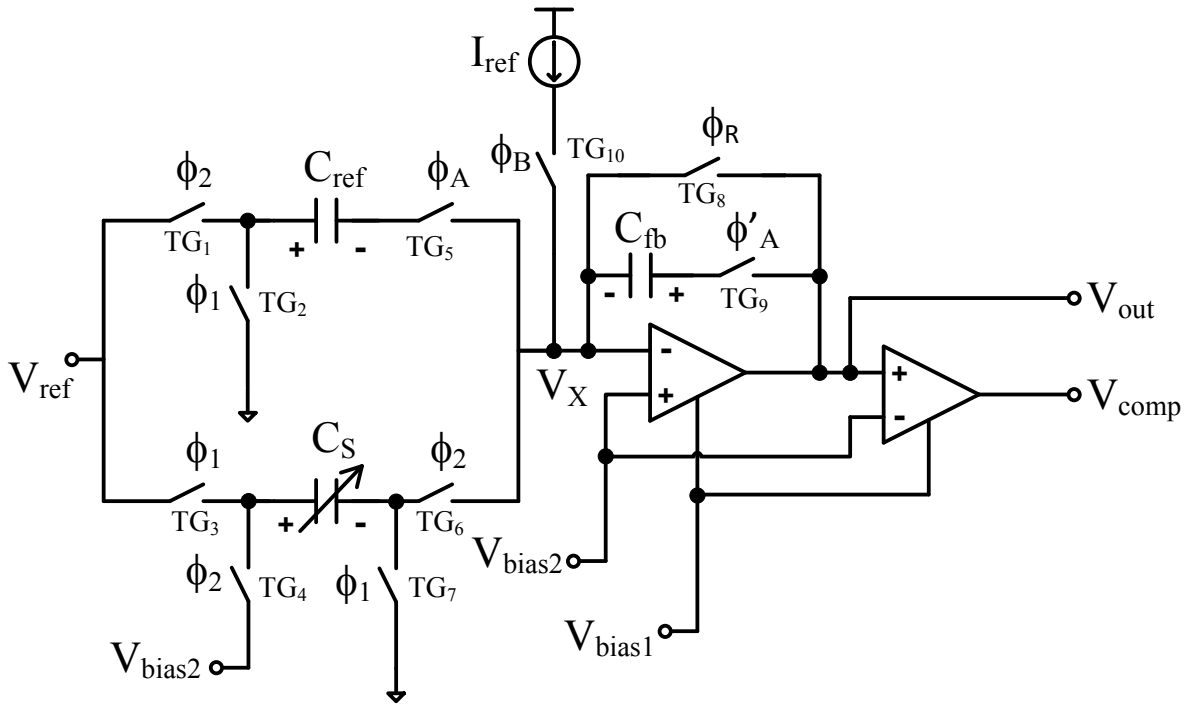 I_ref
ϕ_R
ϕ_2 C_ref ϕ_A ϕ_B TG_10
TG_8
TG_1 + - TG_5 C_fb ϕ'_A
ϕ_1 TG_2 - + TG_9
V_out
V_ref V_X - +
+ - V_comp
ϕ_1 C_S ϕ_2
TG_3 + - TG_6
ϕ_2 TG_4 ϕ_1 TG_7 V_bias2
V_bias2 V_bias1